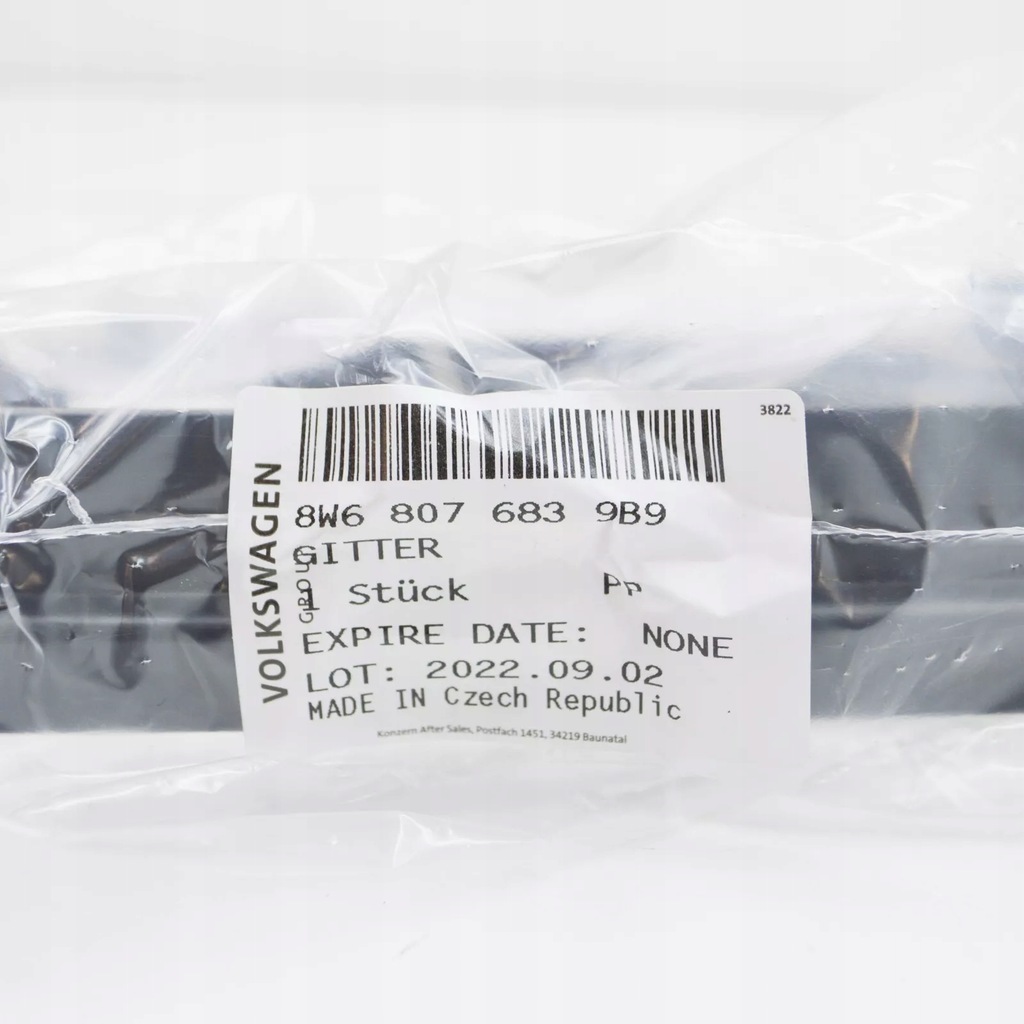 3822
8W6 807 683 9B9
GITTER
1 Stück
EXPIRE DATE: NONE
LOT: 2022.09.02
MADE IN Czech Republic
Konzern After Sales, Postfach 1451, 34219 Baunatal
VOLKSWAGEN
GROUP